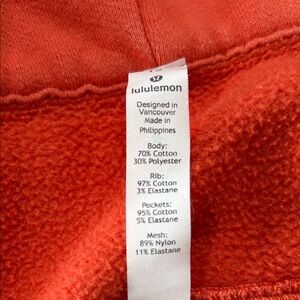 lululemon
Designed in
Vancouver
Made in
Philippines
Body:
70% Cotton
30% Polyester
Rib:
97% Cotton
3% Elastane
Pockets:
95% Cotton
5% Elastane
Mesh:
89% Nylon
11% Elastane